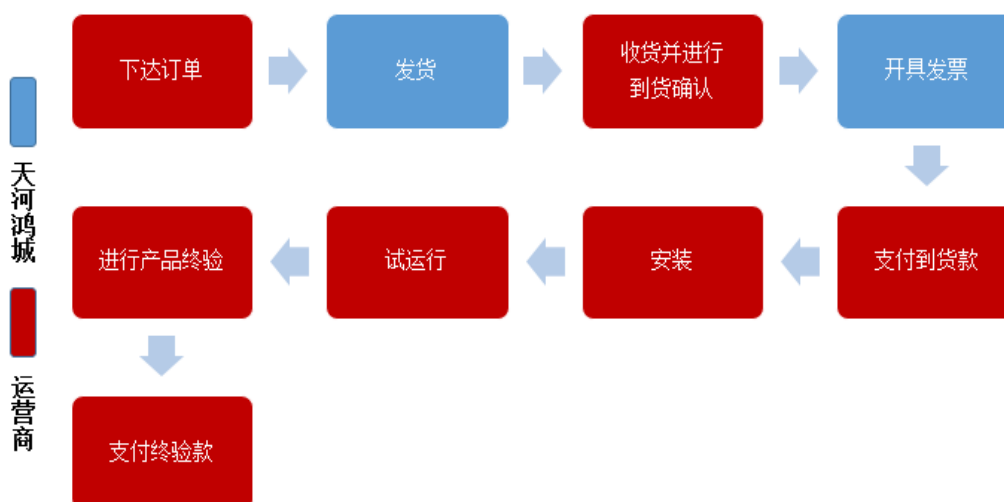 下达订单
发货
收货并进行
到货确认
开具发票
天河鸿城
进行产品终验
试运行
安装
支付到货款
运营商
支付终验款